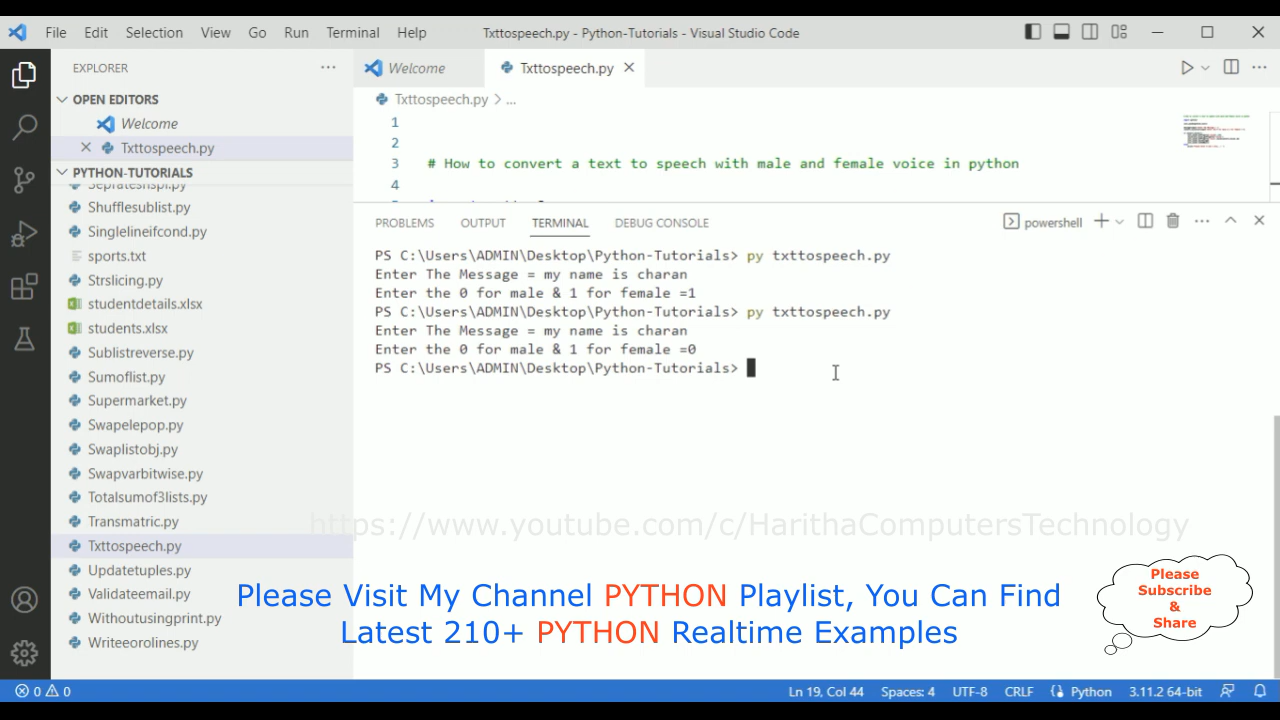 File Edit Selection View Go Run Terminal Help Txttospeech.py - Python-Tutorials - Visual Studio Code
EXPLORER
Welcome Txttospeech.py
OPEN EDITORS
Txttospeech.py > ...
Welcome
1
Txttospeech.py
2
PYTHON-TUTORIALS
3 # How to convert a text to speech with male and female voice in python
Seprateshspl.py
4
Shufflesublist.py
Singlelineifcond.py
sports.txt
Strslicing.py
studentdetails.xlsx
students.xlsx
Sublistreverse.py
Sumoflist.py
Supermarket.py
Swapelepop.py
Swaplistobj.py
Swapvarbitwise.py
Totalsumof3lists.py
Transmatric.py
Txttospeech.py
Updatetuples.py
Validateemail.py
Withoutusingprint.py
Writeeorolines.py
PROBLEMS OUTPUT TERMINAL DEBUG CONSOLE powershell
PS C:\Users\ADMIN\Desktop\Python-Tutorials> py txttospeech.py
Enter The Message = my name is charan
Enter the 0 for male & 1 for female =1
PS C:\Users\ADMIN\Desktop\Python-Tutorials> py txttospeech.py
Enter The Message = my name is charan
Enter the 0 for male & 1 for female =0
PS C:\Users\ADMIN\Desktop\Python-Tutorials>
https://www.youtube.com/c/HarithaComputersTechnology
Please Visit My Channel PYTHON Playlist, You Can Find
Latest 210+ PYTHON Realtime Examples
Please
Subscribe
&
Share
0 0 Ln 19, Col 44 Spaces: 4 UTF-8 CRLF Python 3.11.2 64-bit